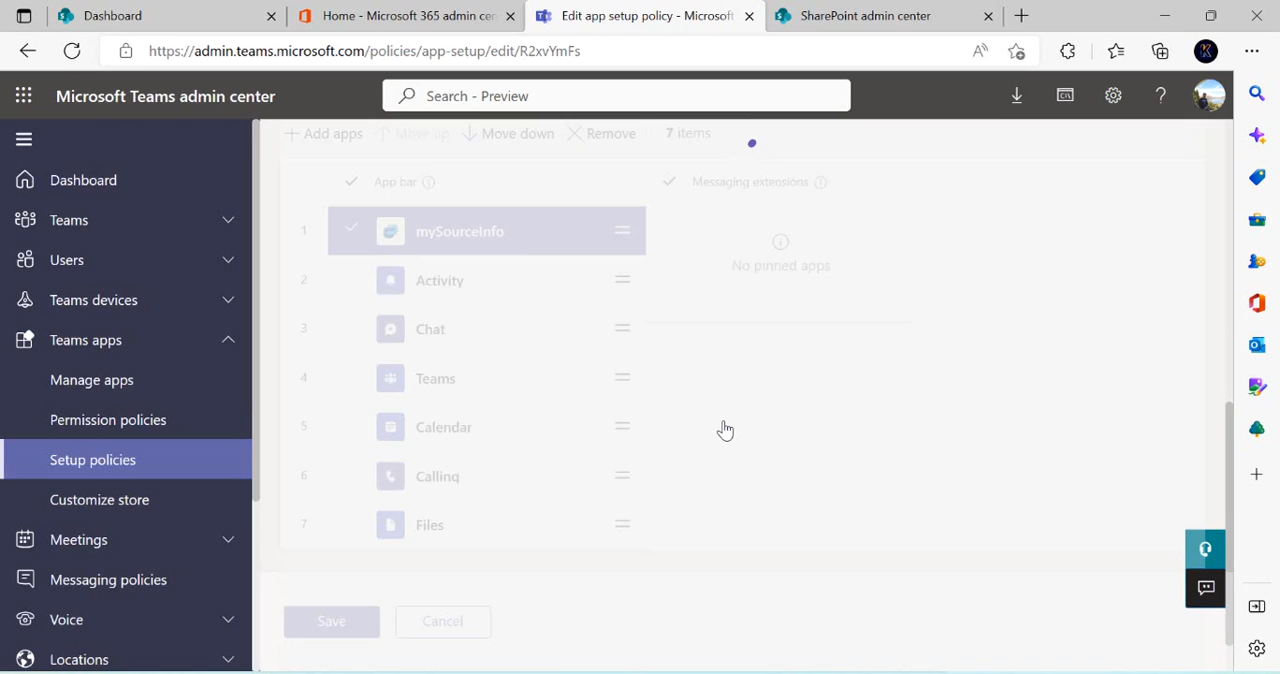 Dashboard
Home - Microsoft 365 admin cen
Edit app setup policy - Microsof
SharePoint admin center
https://admin.teams.microsoft.com/policies/app-setup/edit/R2xvYmFs
Microsoft Teams admin center
Search - Preview
Dashboard
Teams
Users
Teams devices
Teams apps
Manage apps
Permission policies
Setup policies
Customize store
Meetings
Messaging policies
Voice
Locations
Add apps Move up Move down Remove 7 items
App bar Messaging extensions
1 mySourceInfo
No pinned apps
2 Activity
3 Chat
4 Teams
5 Calendar
6 Calling
7 Files
Save Cancel